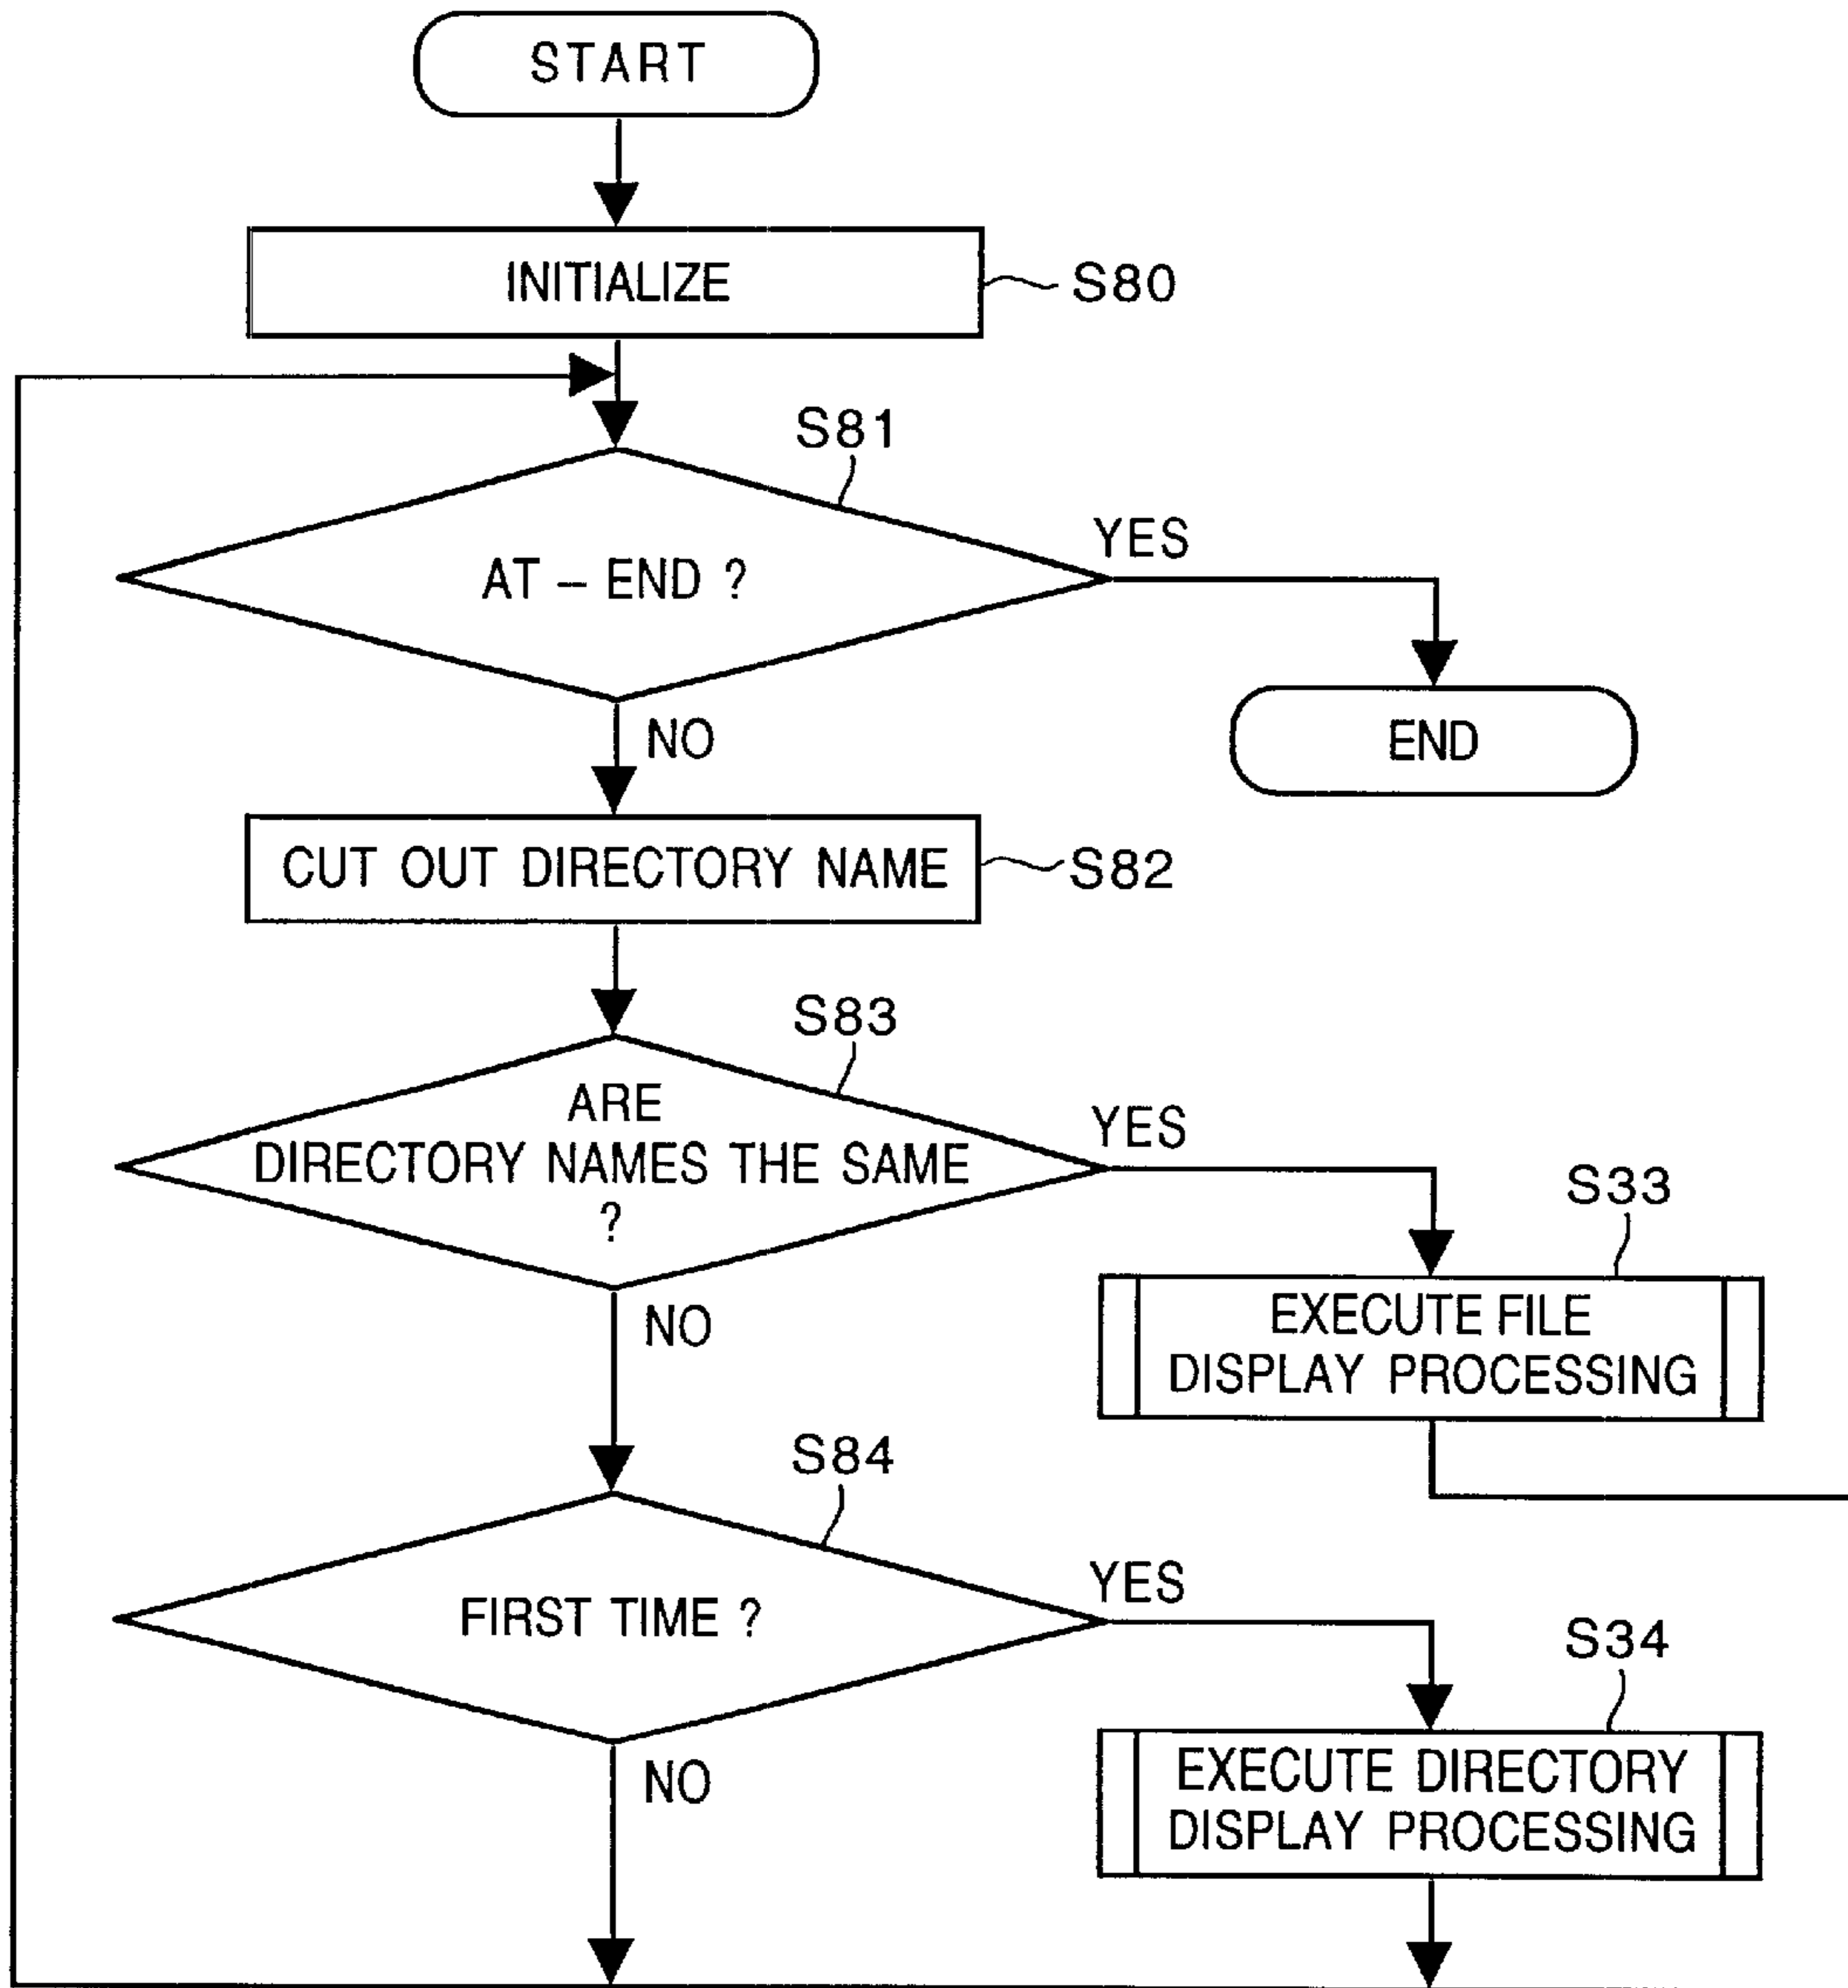 START
INITIALIZE
S80
S81
YES
AT – END ?
END
NO
CUT OUT DIRECTORY NAME
S82
S83
ARE
DIRECTORY NAMES THE SAME
?
YES
S33
EXECUTE FILE
DISPLAY PROCESSING
NO
S84
FIRST TIME ?
YES
S34
EXECUTE DIRECTORY
DISPLAY PROCESSING
NO